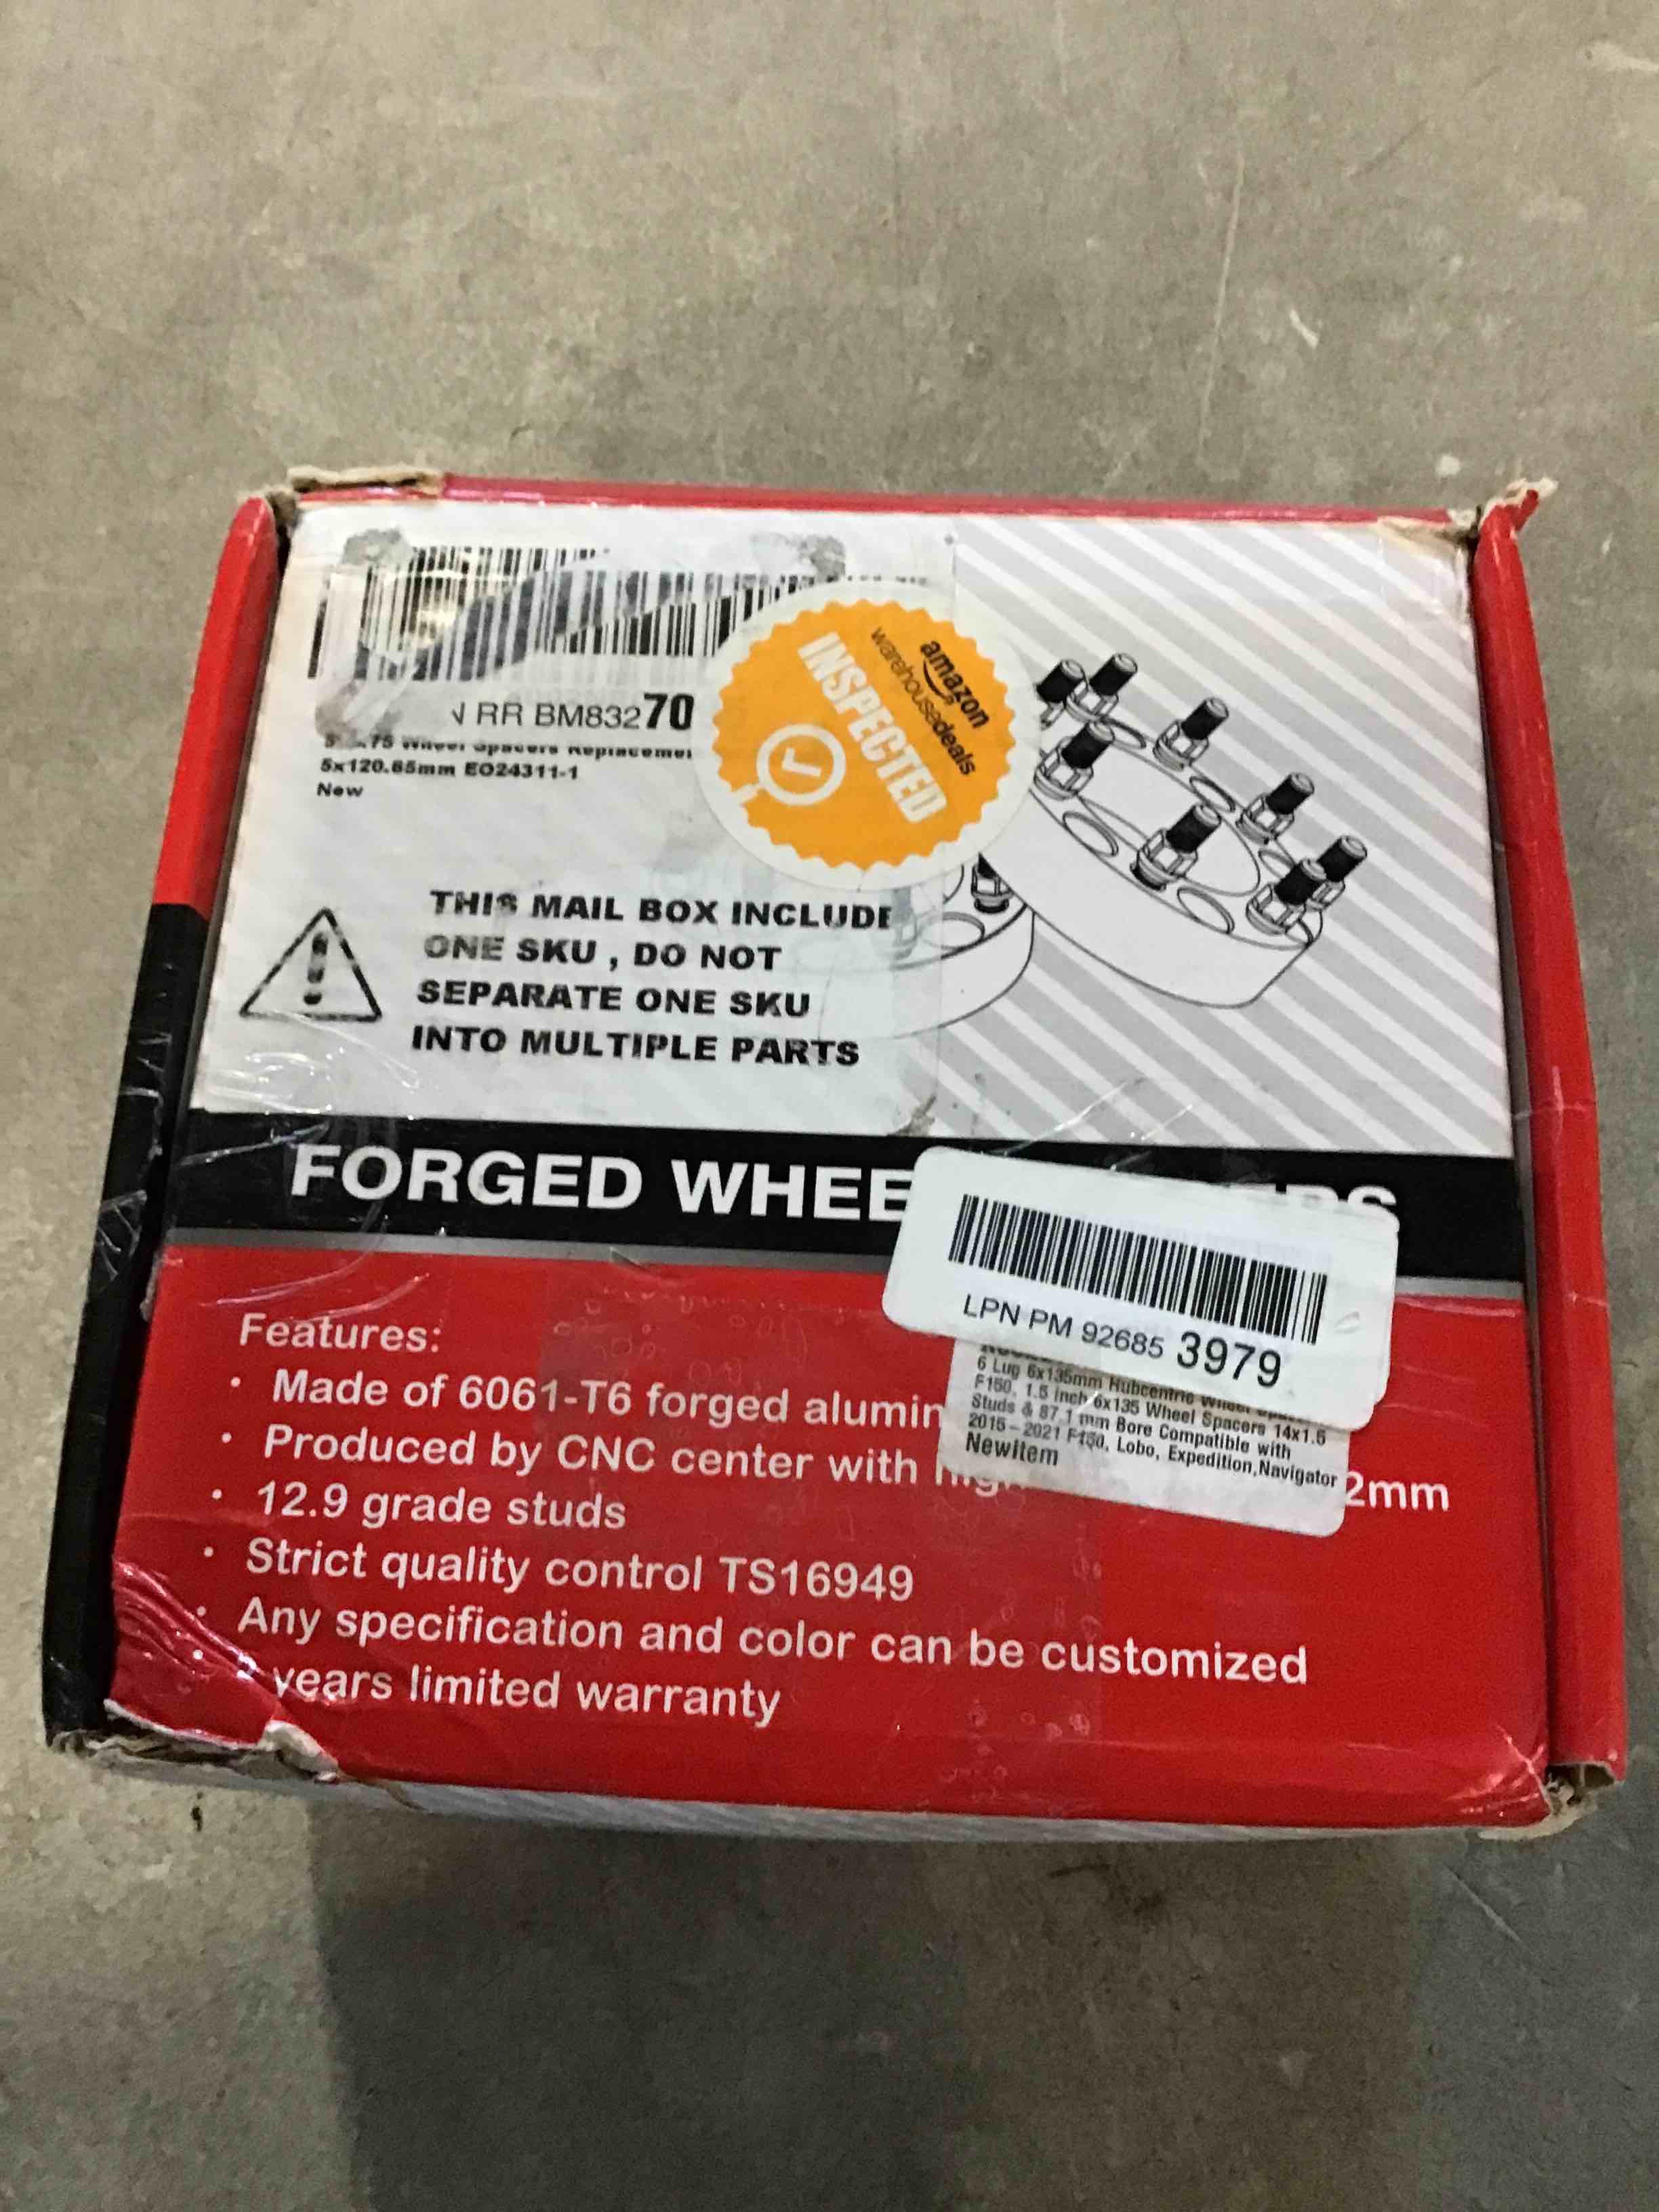 RR BM83270
Wheel Spacers
5x120.65mm EO24311-1
New
amazon
warehousedeals
INSPECTED
THIS MAIL BOX INCLUDE
ONE SKU , DO NOT
SEPARATE ONE SKU
INTO MULTIPLE PARTS
FORGED WHEE
LPN PM 92685 3979
6 Lug 6x135mm Hubcentric Wheel
F150, 1.5 inch 6x135 Wheel Spacers 14x1.5
Studs & 87.1 mm Bore Compatible with
2015-2021 F150, Lobo, Expedition,Navigator
NewItem
Features:
· Made of 6061-T6 forged alumin
· Produced by CNC center with 2mm
· 12.9 grade studs
· Strict quality control TS16949
· Any specification and color can be customized
years limited warranty